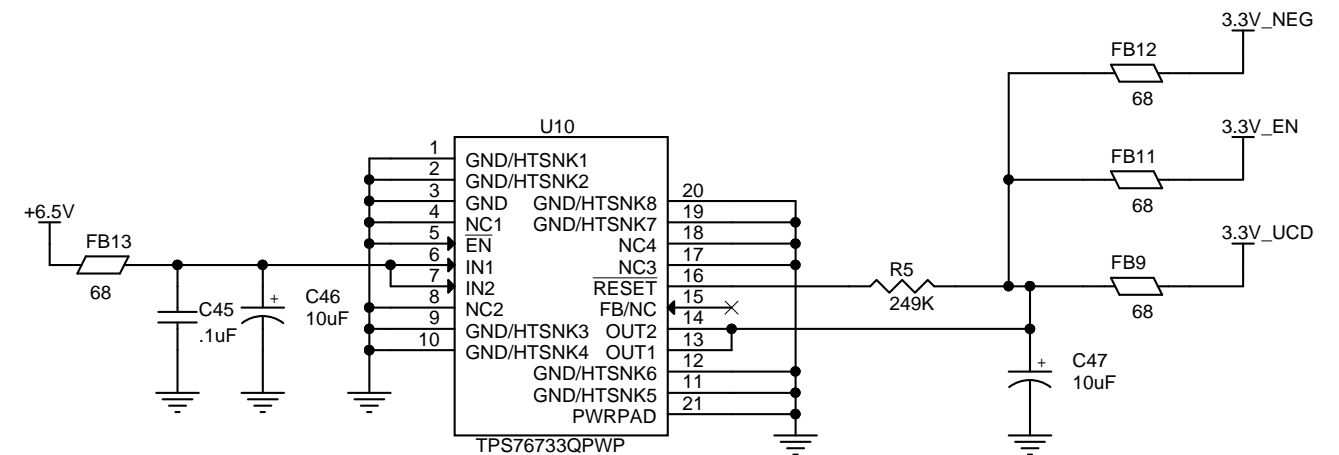 3.3V_NEG
FB12
68
3.3V_EN
FB11
68
3.3V_UCD
FB9
68
U10
1 GND/HTSNK1
2 GND/HTSNK2
3 GND
4 NC1
5 EN
6 IN1
7 IN2
8 NC2
9 GND/HTSNK3
10 GND/HTSNK4
GND/HTSNK8 20
GND/HTSNK7 19
NC4 18
NC3 17
RESET 16
FB/NC 15
OUT2 14
OUT1 13
GND/HTSNK6 12
GND/HTSNK5 11
PWRPAD 21
TPS76733QPWP
+6.5V
FB13
68
C45
.1uF
+
C46
10uF
R5
249K
+
C47
10uF